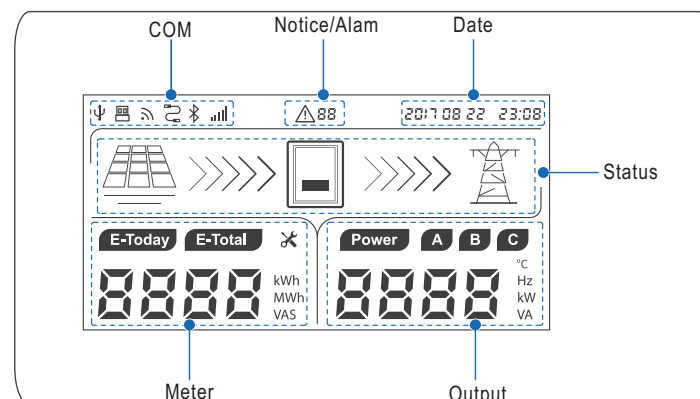 COM
Notice/Alam
Date
88
2017 08 22 23:08
Status
E-Today E-Total
Power A B C
8888
kWh
MWh
VAS
8888
°C
Hz
kW
VA
Meter
Output